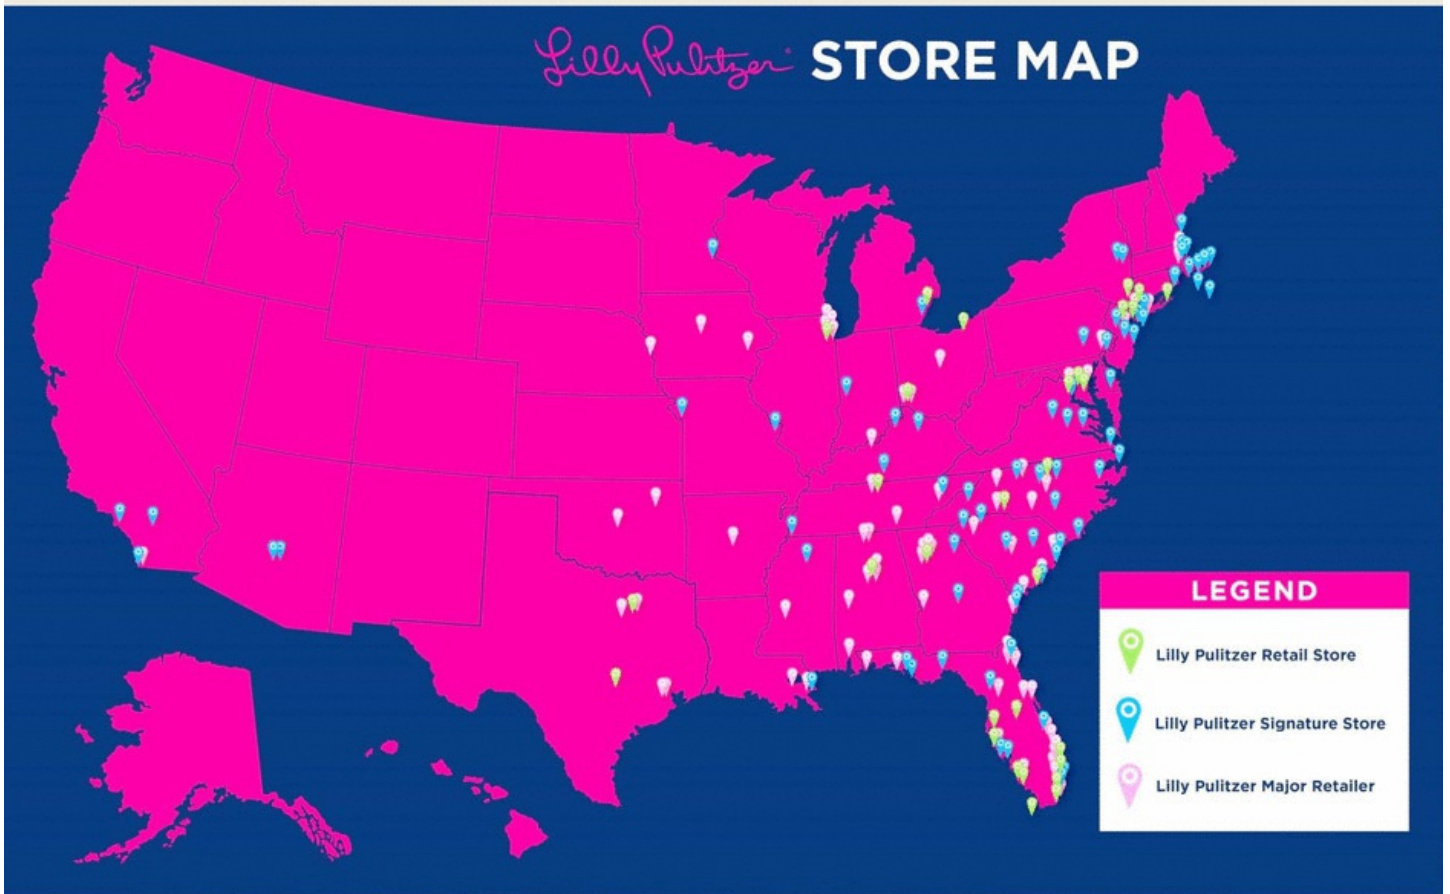 Lilly Pulitzer® STORE MAP
LEGEND
Lilly Pulitzer Retail Store
Lilly Pulitzer Signature Store
Lilly Pulitzer Major Retailer